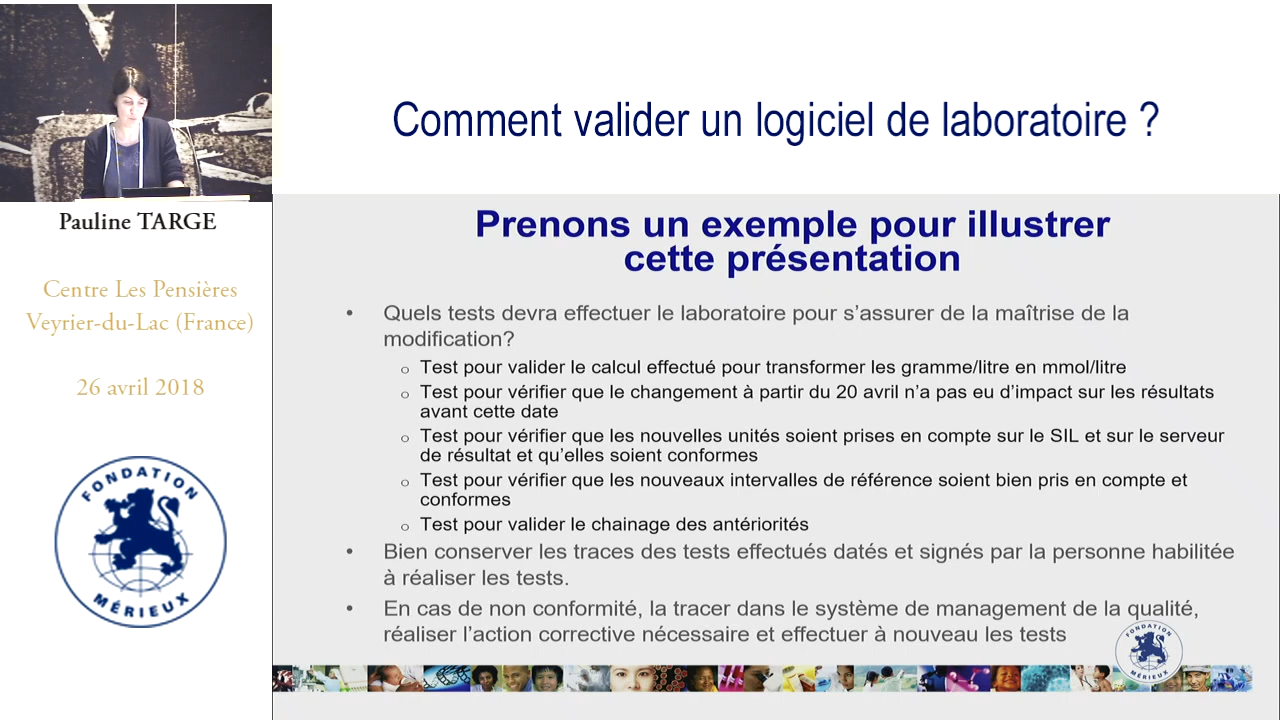 Comment valider un logiciel de laboratoire ?
Pauline TARGE
Centre Les Pensières
Veyrier-du-Lac (France)
26 avril 2018
FONDATION
MÉRIEUX
Prenons un exemple pour illustrer
cette présentation
• Quels tests devra effectuer le laboratoire pour s’assurer de la maîtrise de la
modification?
o Test pour valider le calcul effectué pour transformer les gramme/litre en mmol/litre
o Test pour vérifier que le changement à partir du 20 avril n’a pas eu d’impact sur les résultats
avant cette date
o Test pour vérifier que les nouvelles unités soient prises en compte sur le SIL et sur le serveur
de résultat et qu’elles soient conformes
o Test pour vérifier que les nouveaux intervalles de référence soient bien pris en compte et
conformes
o Test pour valider le chainage des antériorités
• Bien conserver les traces des tests effectués datés et signés par la personne habilitée
à réaliser les tests.
• En cas de non conformité, la tracer dans le système de management de la qualité,
réaliser l’action corrective nécessaire et effectuer à nouveau les tests
FONDATION
MÉRIEUX